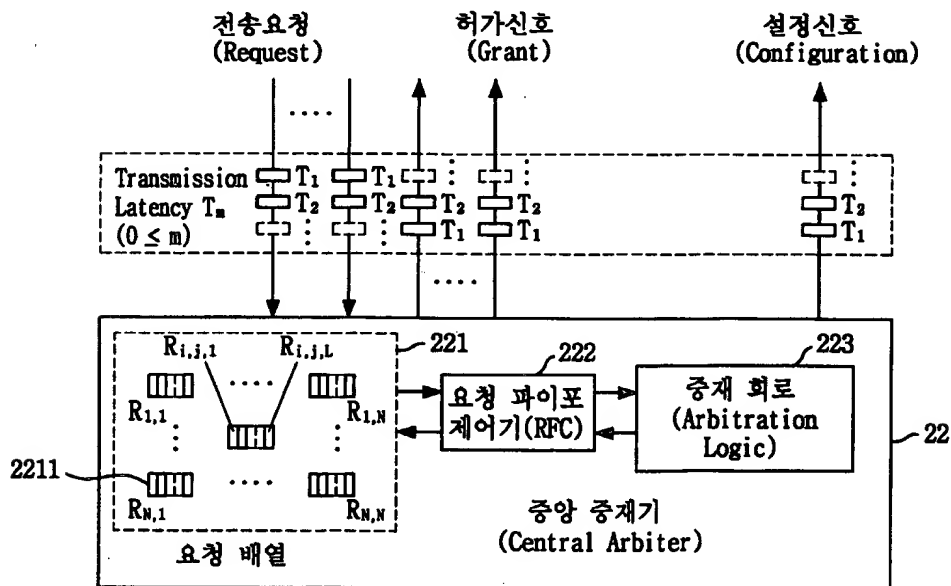 전송요청
(Request)
허가신호
(Grant)
설정신호
(Configuration)
Transmission
Latency Tm
(0 ≤ m)
T1
T2
T1
T2
T2
T1
T2
T1
T2
T1
Ri,j,1
Ri,j,L
221
R1,1
R1,N
2211
RN,1
RN,N
요청 배열
222
요청 파이포
제어기(RFC)
223
중재 회로
(Arbitration
Logic)
22
중앙 중재기
(Central Arbiter)